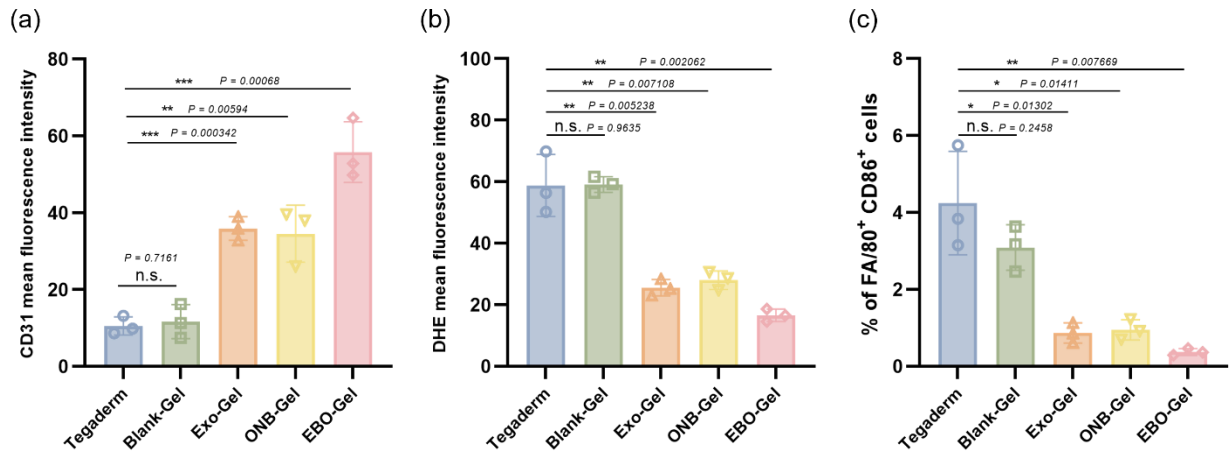 (a)
CD31 mean fluorescence intensity
80
60
40
20
0
*** P = 0.00068
** P = 0.00594
*** P = 0.000342
P = 0.7161
n.s.
Tegaderm
Blank-Gel
Exo-Gel
ONB-Gel
EBO-Gel
(b)
DHE mean fluorescence intensity
100
80
60
40
20
0
** P = 0.002062
** P = 0.007108
** P = 0.005238
n.s. P = 0.9635
Tegaderm
Blank-Gel
Exo-Gel
ONB-Gel
EBO-Gel
(c)
% of FA/80+ CD86+ cells
8
6
4
2
0
** P = 0.007669
* P = 0.01411
* P = 0.01302
n.s. P = 0.2458
Tegaderm
Blank-Gel
Exo-Gel
ONB-Gel
EBO-Gel